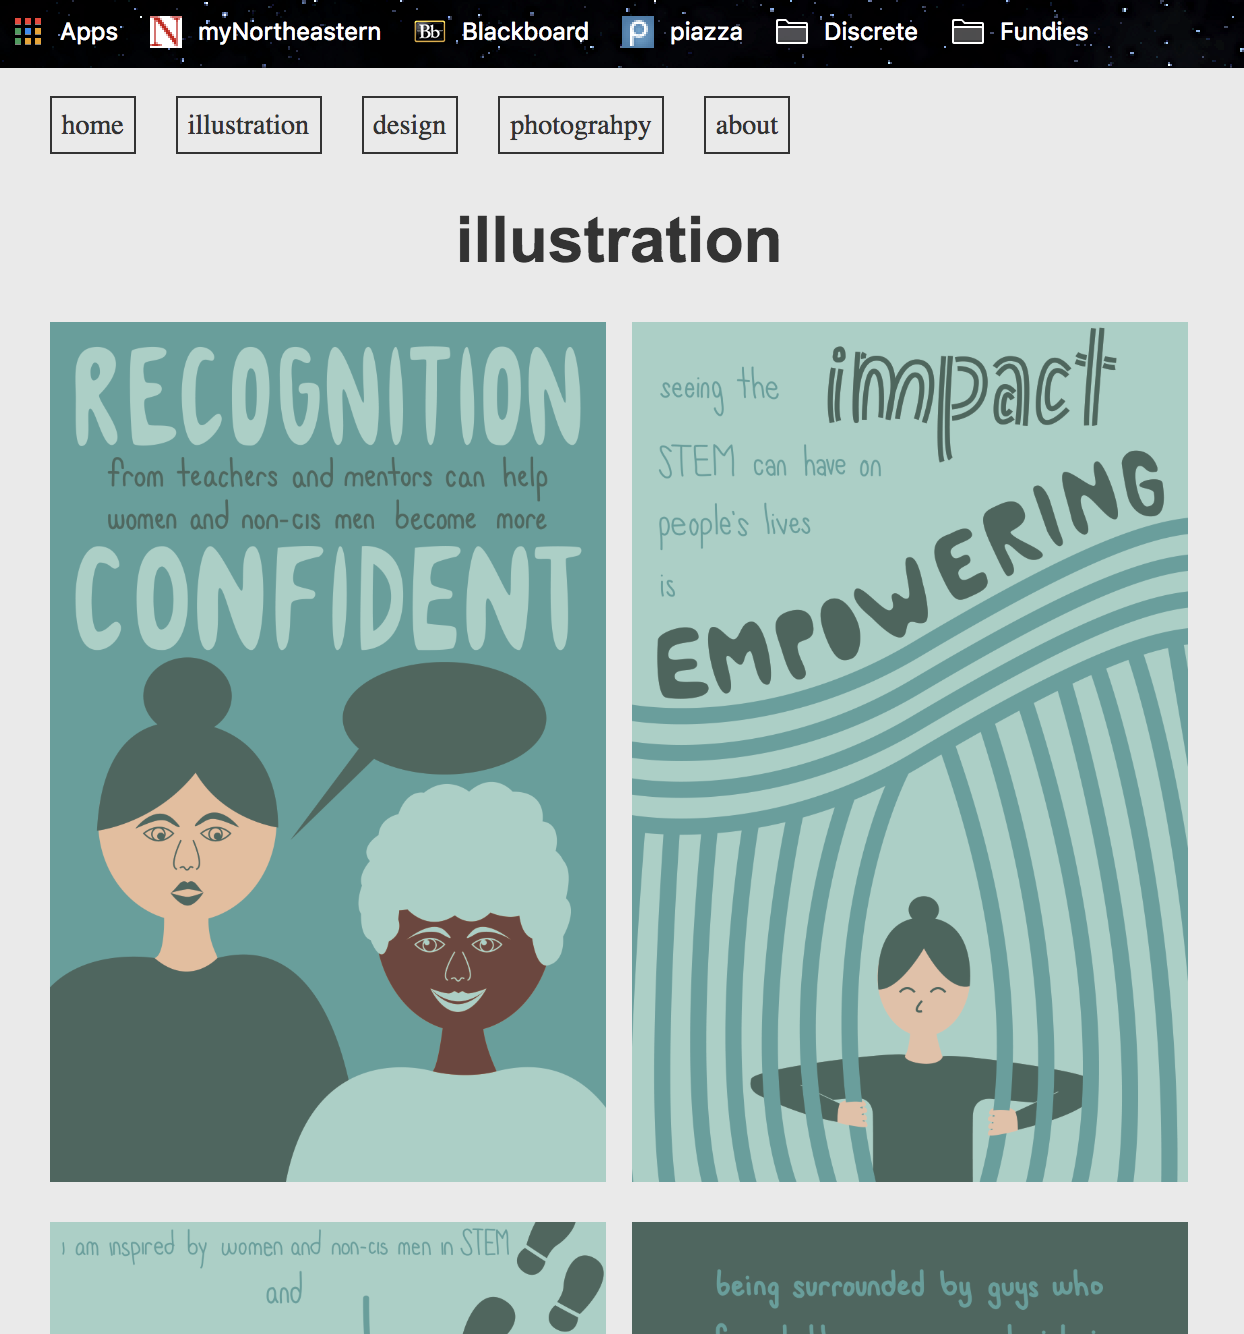 Apps myNortheastern Bb Blackboard piazza Discrete Fundies
home illustration design photograhpy about
illustration
RECOGNITION
from teachers and mentors can help
women and non-cis men become more
CONFIDENT
seeing the impact
STEM can have on
people's lives
is
EMPOWERING
i am inspired by women and non-cis men in STEM
and
being surrounded by guys who